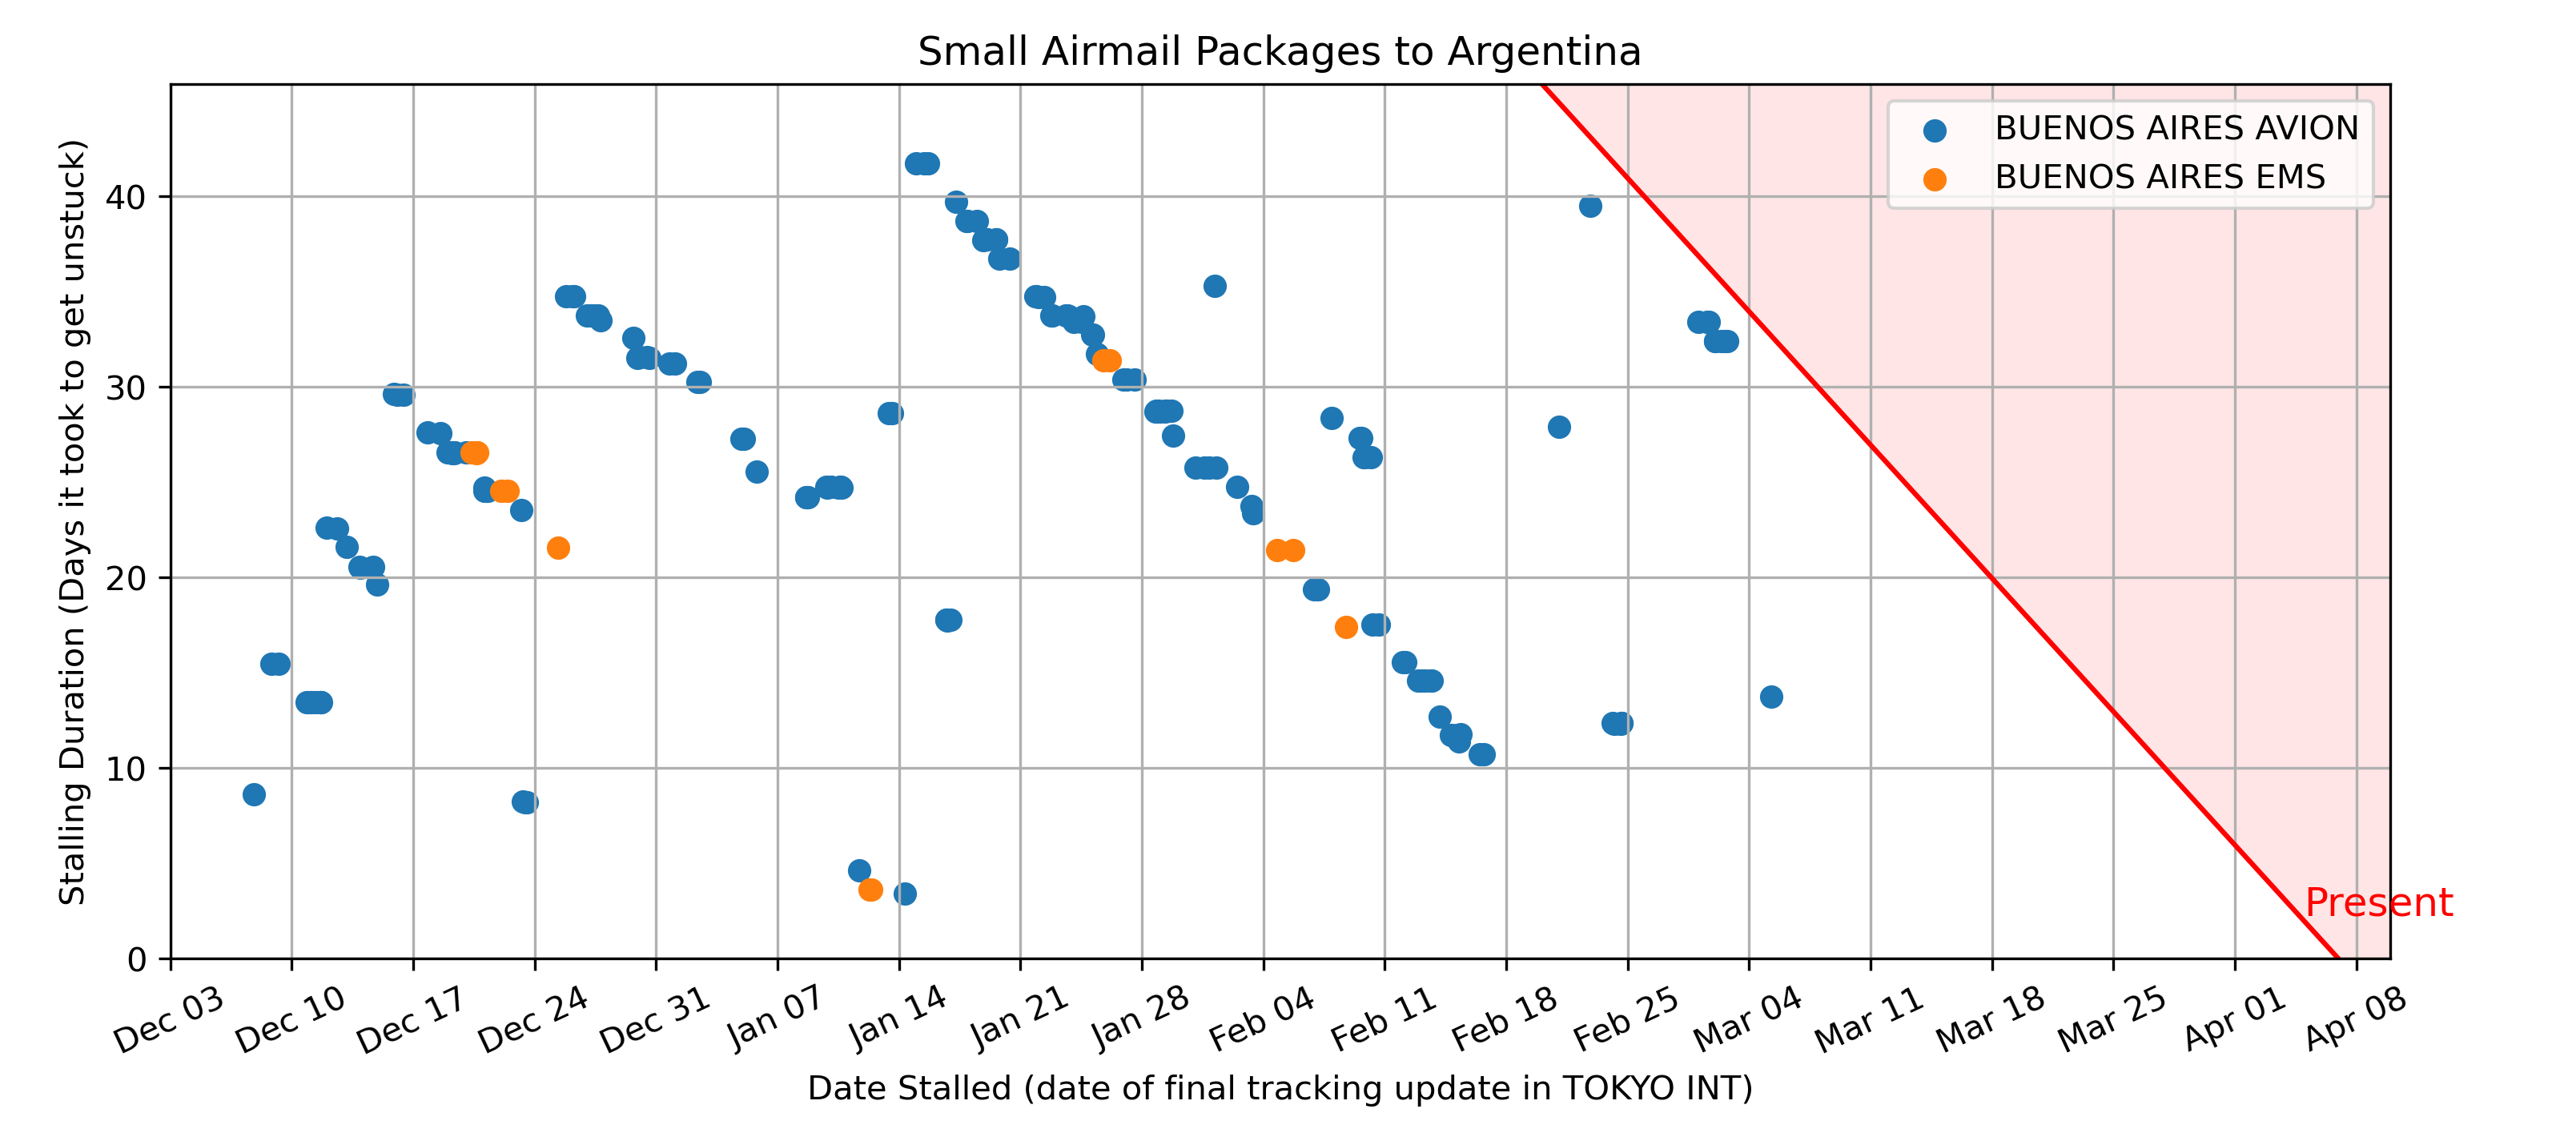 Small Airmail Packages to Argentina
BUENOS AIRES AVION
BUENOS AIRES EMS
Stalling Duration (Days it took to get unstuck)
40
30
20
10
0
Present
Dec 03
Dec 10
Dec 17
Dec 24
Dec 31
Jan 07
Jan 14
Jan 21
Jan 28
Feb 04
Feb 11
Feb 18
Feb 25
Mar 04
Mar 11
Mar 18
Mar 25
Apr 01
Apr 08
Date Stalled (date of final tracking update in TOKYO INT)